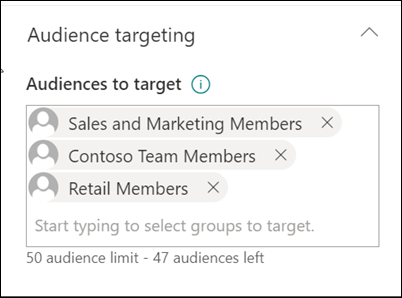 Audience targeting
Audiences to target
Sales and Marketing Members
Contoso Team Members
Retail Members
Start typing to select groups to target.
50 audience limit - 47 audiences left